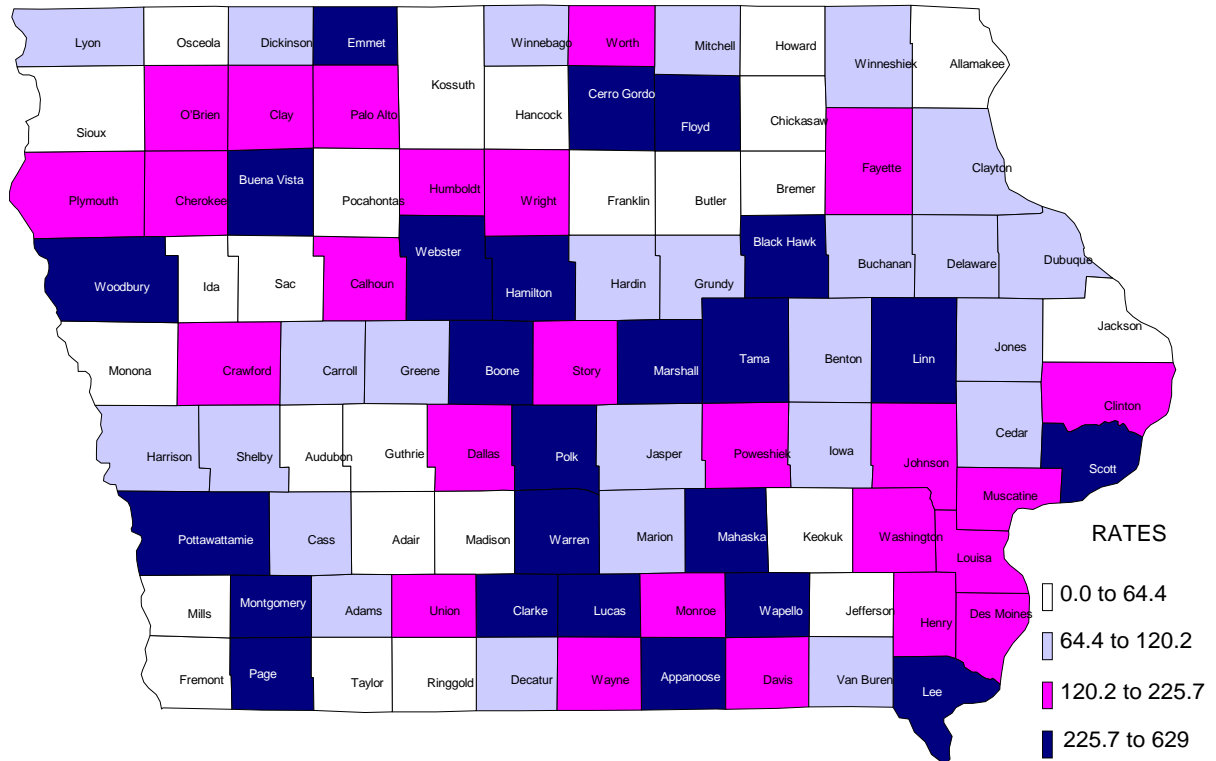 Lyon
Osceola
Dickinson
Emmet
Winnebago
Worth
Mitchell
Howard
Winneshiek
Allamakee
Kossuth
Cerro Gordo
Sioux
O'Brien
Clay
Palo Alto
Hancock
Floyd
Chickasaw
Plymouth
Cherokee
Buena Vista
Pocahontas
Humboldt
Wright
Franklin
Butler
Bremer
Fayette
Clayton
Woodbury
Ida
Sac
Calhoun
Webster
Hamilton
Hardin
Grundy
Black Hawk
Buchanan
Delaware
Dubuque
Jackson
Monona
Crawford
Carroll
Greene
Boone
Story
Marshall
Tama
Benton
Linn
Jones
Clinton
Harrison
Shelby
Audubon
Guthrie
Dallas
Polk
Jasper
Poweshiek
Iowa
Johnson
Cedar
Scott
Muscatine
Pottawattamie
Cass
Adair
Madison
Warren
Marion
Mahaska
Keokuk
Washington
Louisa
Mills
Montgomery
Adams
Union
Clarke
Lucas
Monroe
Wapello
Jefferson
Henry
Des Moines
Fremont
Page
Taylor
Ringgold
Decatur
Wayne
Appanoose
Davis
Van Buren
Lee
RATES
0.0 to 64.4
64.4 to 120.2
120.2 to 225.7
225.7 to 629